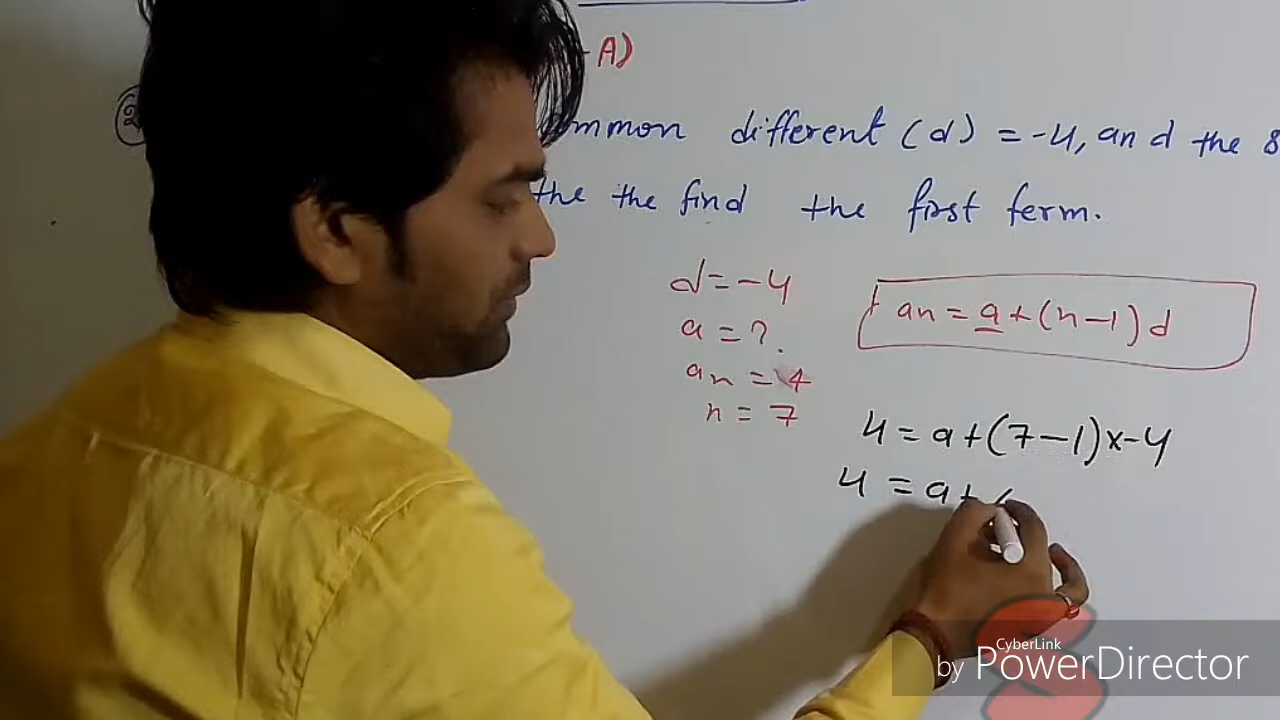 A)
common different (d) = -4, and the 8
the the find the first term.
d = -4
a = ?
an = a + (n-1) d
an = 4
n = 7
4 = a + (7-1) x -4
4 = a +
CyberLink
by PowerDirector